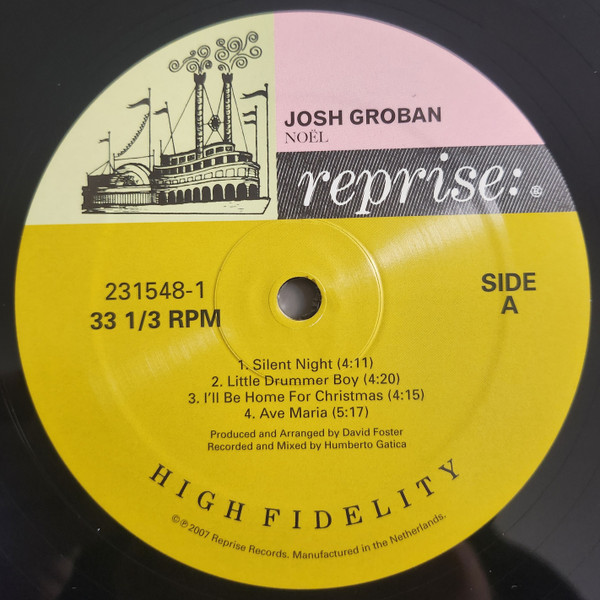 JOSH GROBAN
NOËL
reprise: ®
231548-1
33 1/3 RPM
SIDE
A
1. Silent Night (4:11)
2. Little Drummer Boy (4:20)
3. I'll Be Home For Christmas (4:15)
4. Ave Maria (5:17)
Produced and Arranged by David Foster
Recorded and Mixed by Humberto Gatica
HIGH FIDELITY
©℗2007 Reprise Records. Manufactured in the Netherlands.